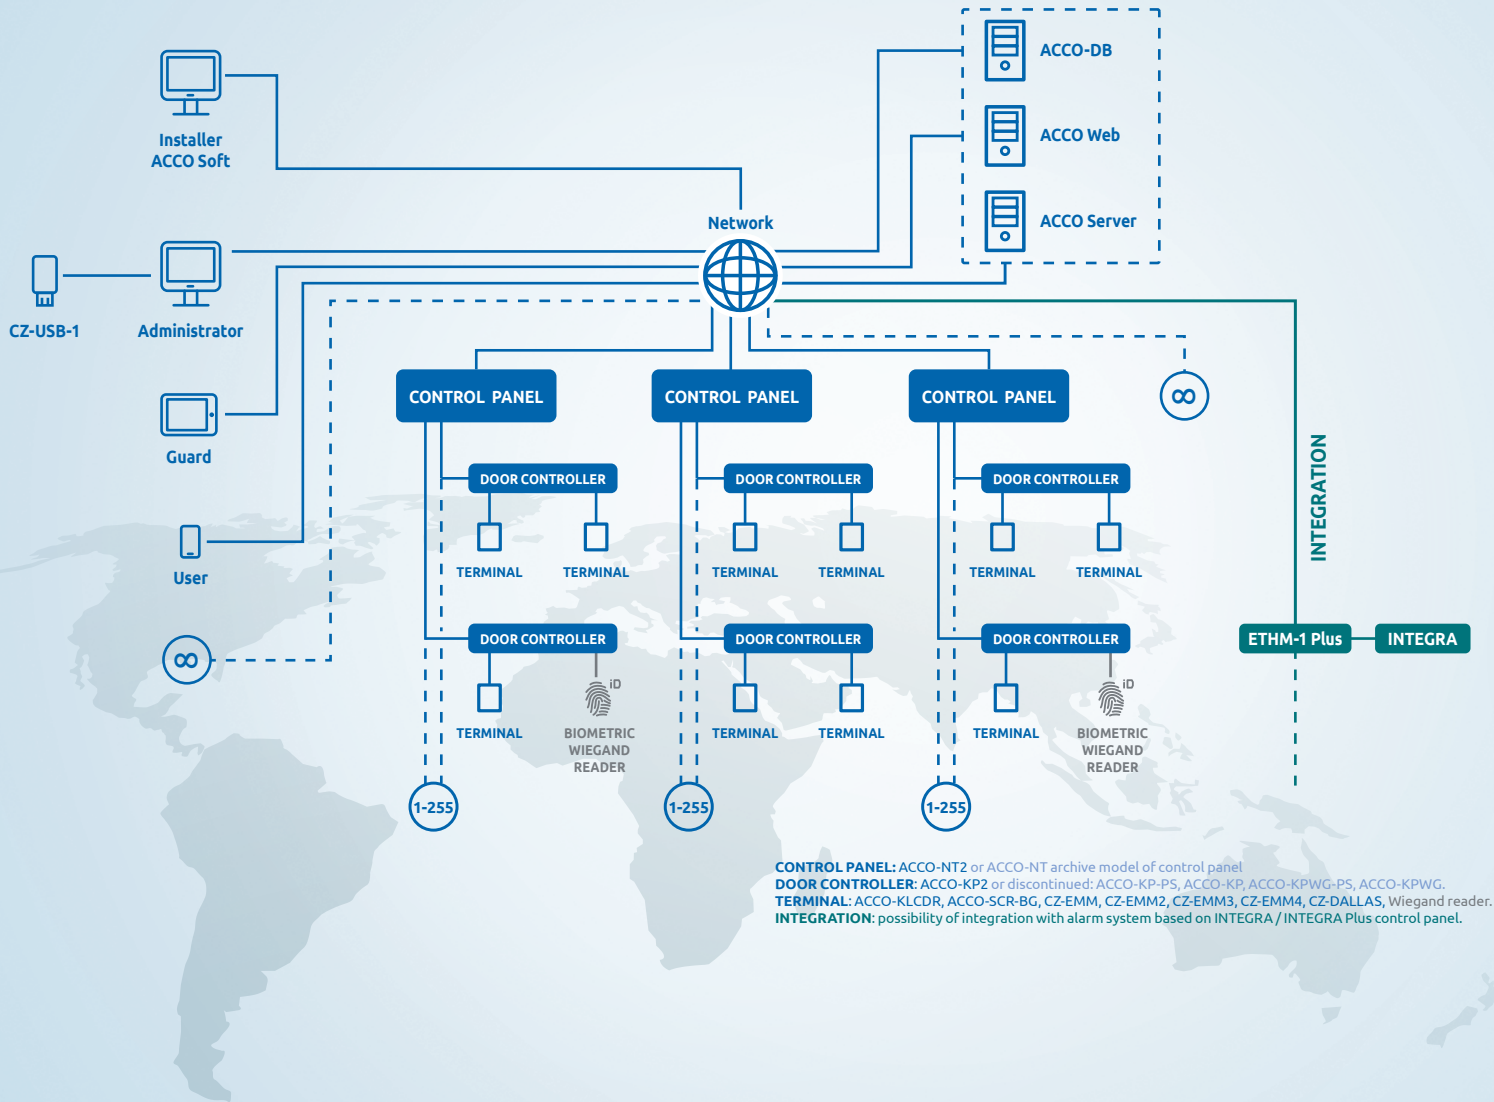 ACCO-DB
Installer
ACCO Soft
ACCO Web
ACCO Server
Network
CZ-USB-1
Administrator
CONTROL PANEL
CONTROL PANEL
CONTROL PANEL
∞
Guard
DOOR CONTROLLER
DOOR CONTROLLER
DOOR CONTROLLER
INTEGRATION
TERMINAL
TERMINAL
TERMINAL
TERMINAL
TERMINAL
TERMINAL
User
DOOR CONTROLLER
DOOR CONTROLLER
DOOR CONTROLLER
ETHM-1 Plus
INTEGRA
∞
iD
iD
TERMINAL
BIOMETRIC
WIEGAND
READER
TERMINAL
TERMINAL
TERMINAL
BIOMETRIC
WIEGAND
READER
1-255
1-255
1-255
CONTROL PANEL: ACCO-NT2 or ACCO-NT archive model of control panel
DOOR CONTROLLER: ACCO-KP2 or discontinued: ACCO-KP-PS, ACCO-KP, ACCO-KPWG-PS, ACCO-KPWG.
TERMINAL: ACCO-KLCDR, ACCO-SCR-BG, CZ-EMM, CZ-EMM2, CZ-EMM3, CZ-EMM4, CZ-DALLAS, Wiegand reader.
INTEGRATION: possibility of integration with alarm system based on INTEGRA / INTEGRA Plus control panel.